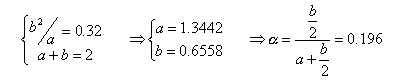 { b²/a = 0.32
a + b = 2 ⇒ { a = 1.3442
b = 0.6558 ⇒ α = (b/2)/(a + b/2) = 0.196